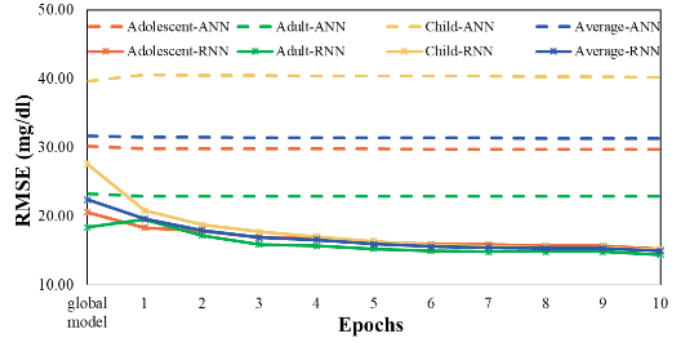 50.00
Adolescent-ANN Adult-ANN Child-ANN Average-ANN
Adolescent-RNN Adult-RNN Child-RNN Average-RNN
40.00
30.00
20.00
10.00
RMSE (mg/dl)
global 1 2 3 4 5 6 7 8 9 10
model
Epochs